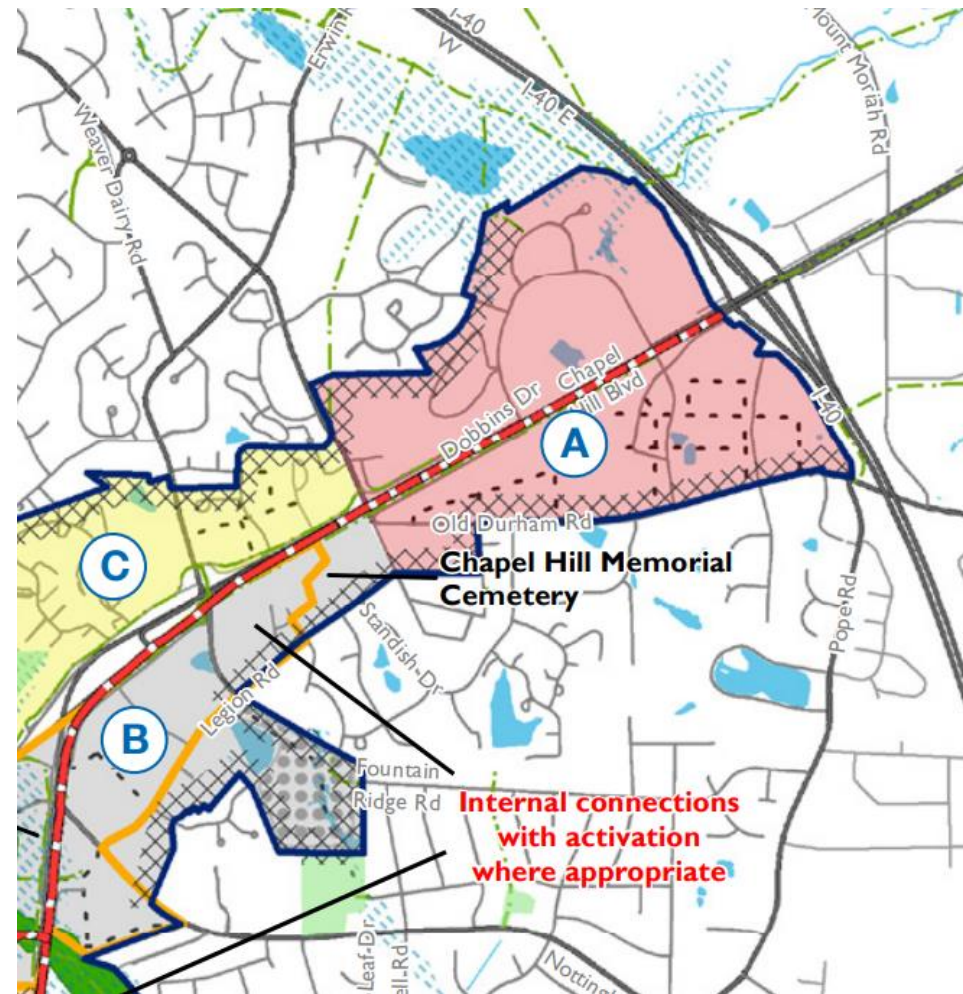 I-40
W
I-40 E
Mount Moriah Rd
Weaver Dairy Rd
Dobbins Dr
Chapel
Hill Blvd
I-40
A
Old Durham Rd
Chapel Hill Memorial
Cemetery
C
Standish-Dr
Pope Rd
Legion Rd
B
Fountain
Ridge Rd
Internal connections
with activation
where appropriate
Leaf-Dr